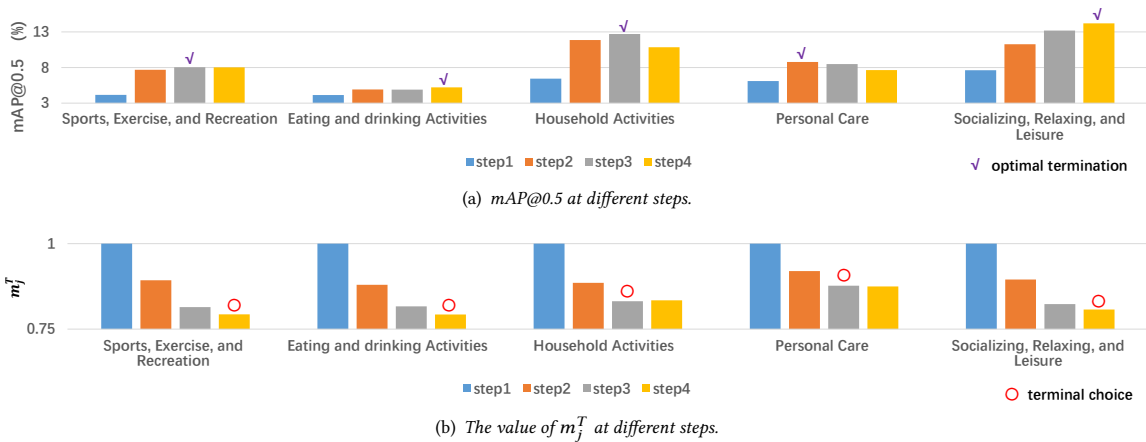 mAP@0.5 (%)
13
8
3
√
√
√
√
√
Sports, Exercise, and Recreation
Eating and drinking Activities
Household Activities
Personal Care
Socializing, Relaxing, and
Leisure
step1 step2 step3 step4
√ optimal termination
(a) mAP@0.5 at different steps.
m_j^T
1
0.75
Sports, Exercise, and
Recreation
Eating and drinking Activities
Household Activities
Personal Care
Socializing, Relaxing, and
Leisure
step1 step2 step3 step4
terminal choice
(b) The value of m_j^T at different steps.